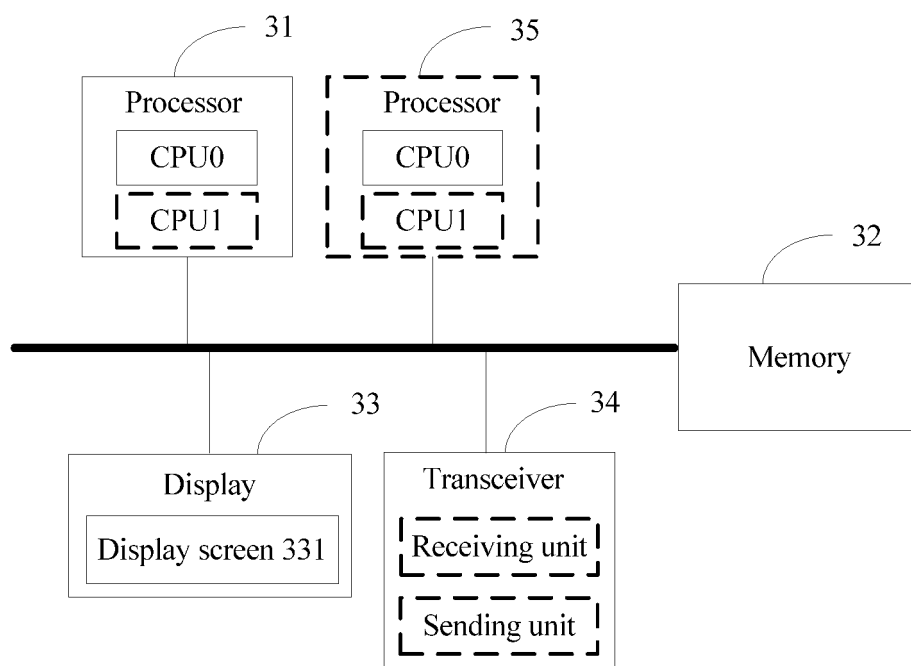 31
35
Processor
Processor
CPU0
CPU0
CPU1
CPU1
32
Memory
33
34
Display
Transceiver
Display screen 331
Receiving unit
Sending unit